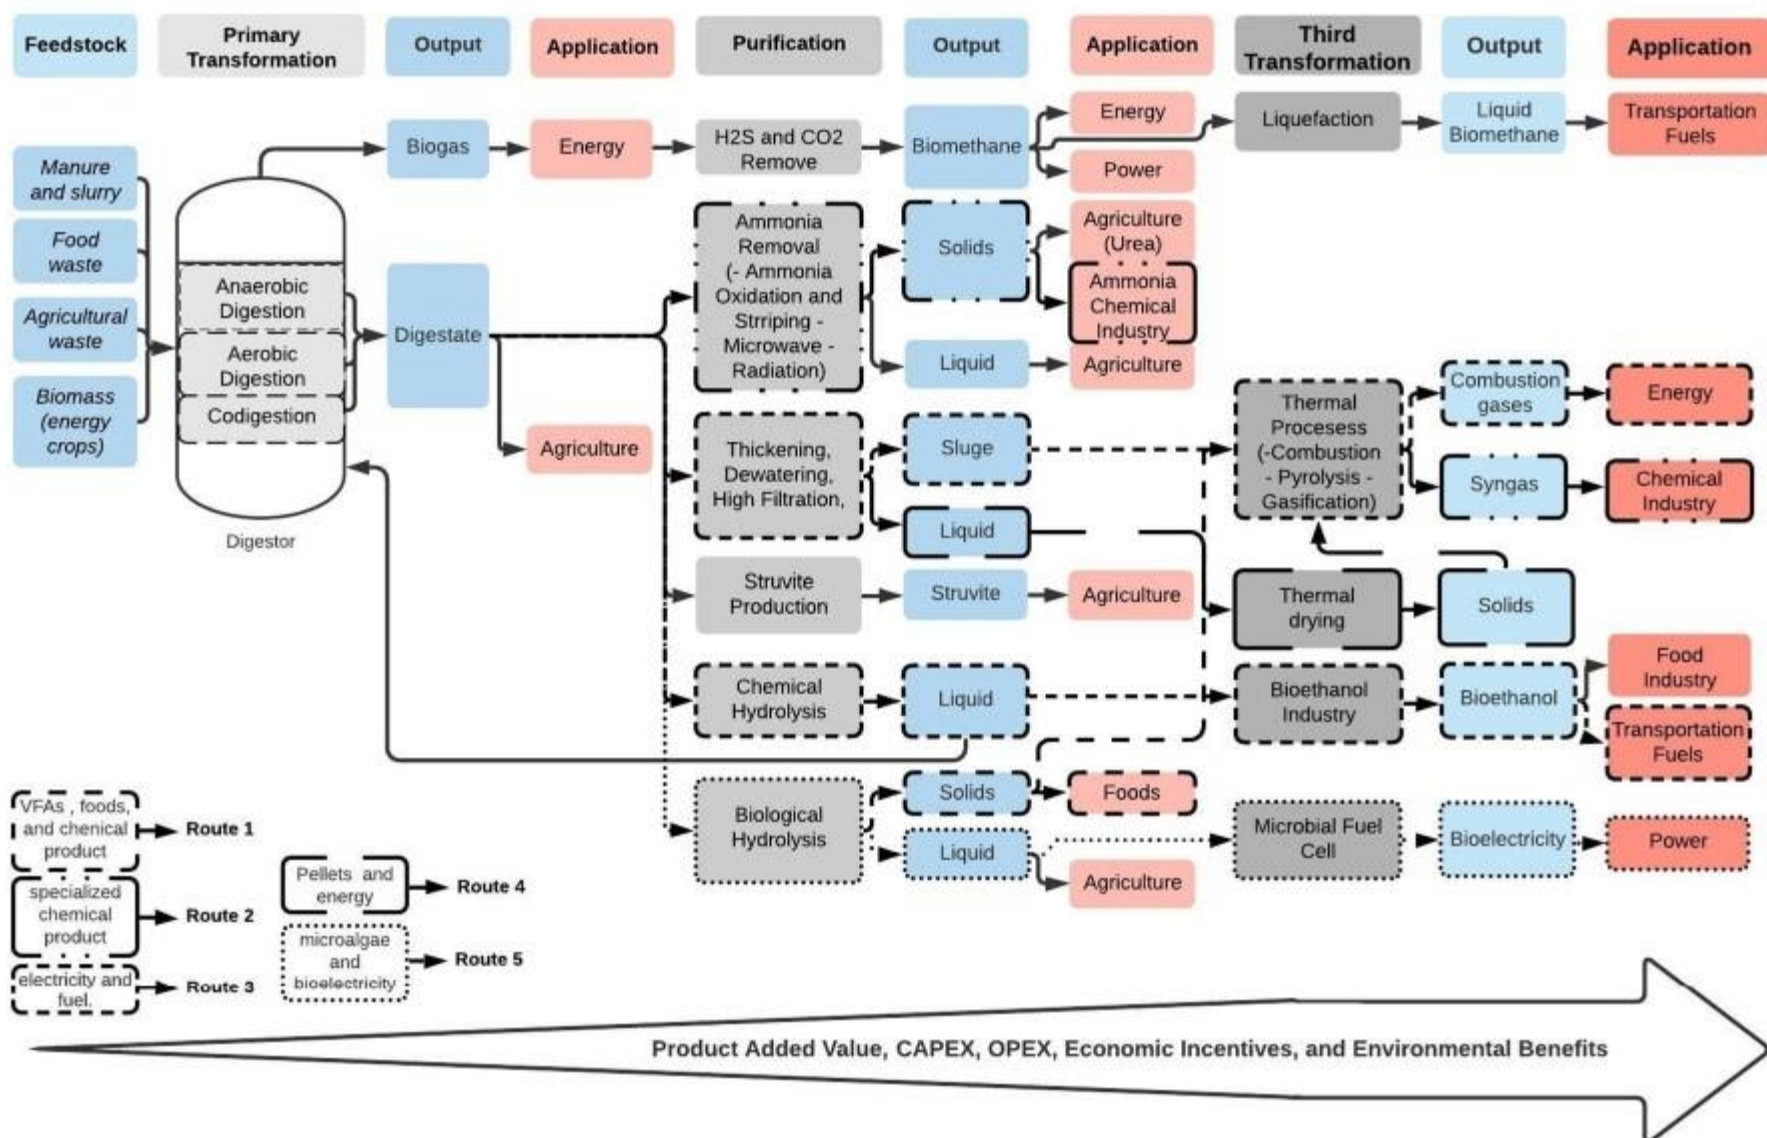 Feedstock
Primary
Transformation
Output
Application
Purification
Output
Application
Third
Transformation
Output
Application
Manure
and slurry
Food
waste
Agricultural
waste
Biomass
(energy
crops)
Anaerobic
Digestion
Aerobic
Digestion
Codigestion
Digestor
Biogas
Energy
H2S and CO2
Remove
Biomethane
Energy
Power
Liquefaction
Liquid
Biomethane
Transportation
Fuels
Digestate
Agriculture
Ammonia
Removal
(- Ammonia
Oxidation and
Strriping -
Microwave -
Radiation)
Solids
Agriculture
(Urea)
Ammonia
Chemical
Industry
Liquid
Agriculture
Thickening,
Dewatering,
High Filtration,
Sluge
Liquid
Thermal
Procesess
(-Combustion
- Pyrolysis -
Gasification)
Combustion
gases
Energy
Syngas
Chemical
Industry
Struvite
Production
Struvite
Agriculture
Thermal
drying
Solids
Chemical
Hydrolysis
Liquid
Bioethanol
Industry
Bioethanol
Food
Industry
Transportation
Fuels
Biological
Hydrolysis
Solids
Foods
Liquid
Agriculture
Microbial Fuel
Cell
Bioelectricity
Power
VFAs , foods,
and chenical
product
Route 1
specialized
chemical
product
Route 2
electricity and
fuel.
Route 3
Pellets and
energy
Route 4
microalgae
and
bioelectricity
Route 5
Product Added Value, CAPEX, OPEX, Economic Incentives, and Environmental Benefits